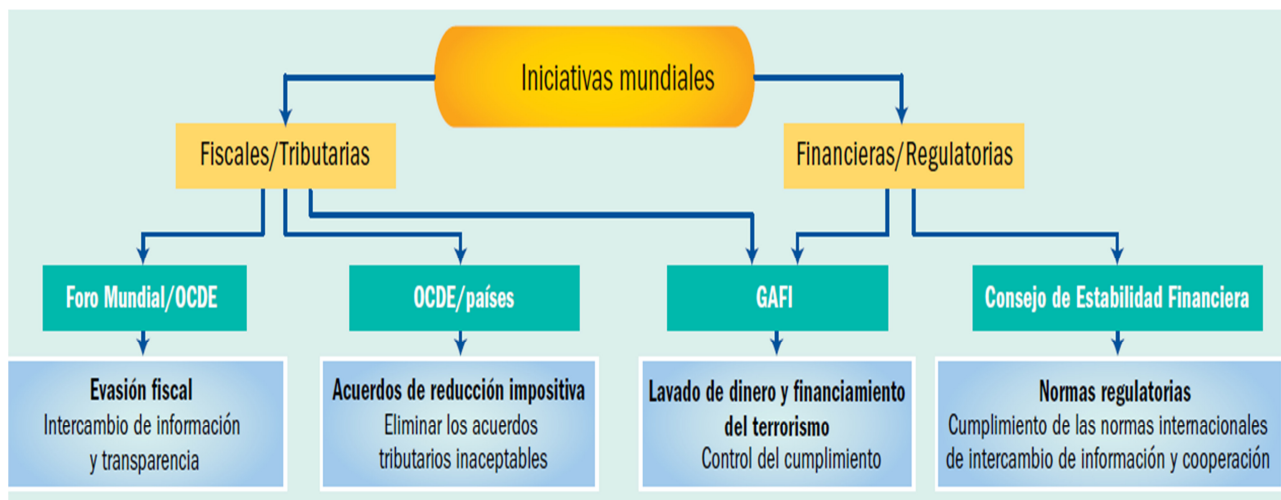 Iniciativas mundiales
Fiscales/Tributarias
Financieras/Regulatorias
Foro Mundial/OCDE
OCDE/países
GAFI
Consejo de Estabilidad Financiera
Evasión fiscal
Intercambio de información
y transparencia
Acuerdos de reducción impositiva
Eliminar los acuerdos
tributarios inaceptables
Lavado de dinero y financiamiento
del terrorismo
Control del cumplimiento
Normas regulatorias
Cumplimiento de las normas internacionales
de intercambio de información y cooperación